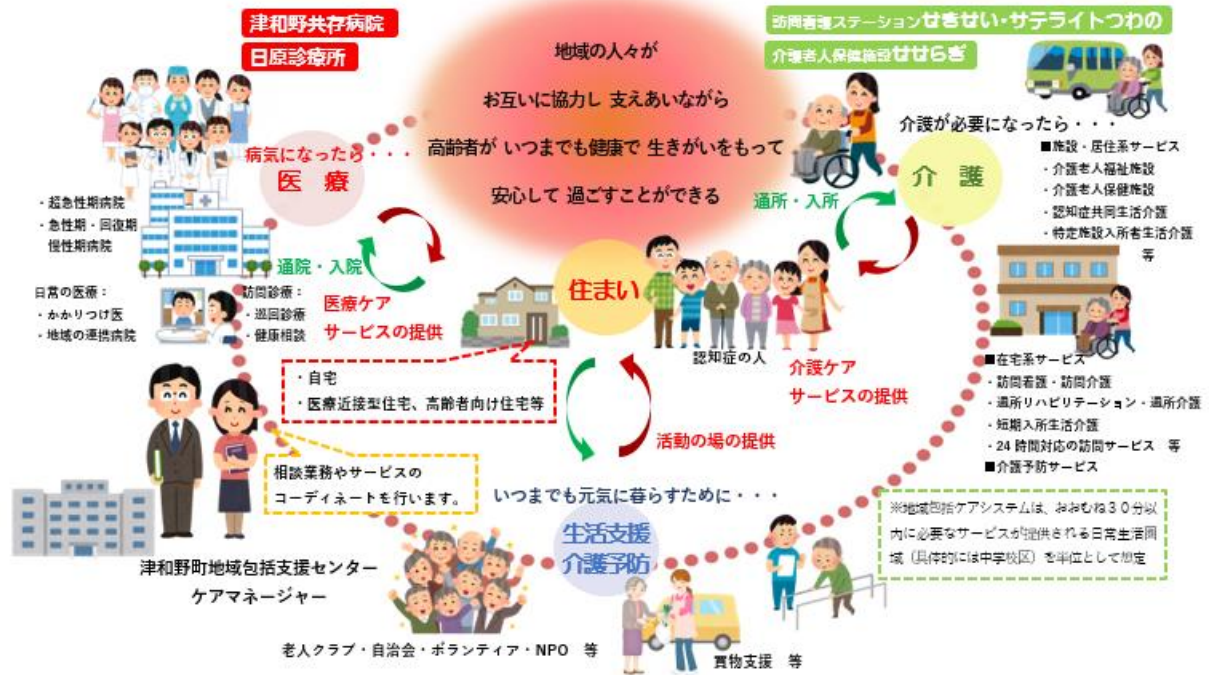 津和野共存病院
日原診療所
地域の人々が
お互いに協力し 支えあいながら
高齢者が いつまでも健康で 生きがいをもって
安心して 過ごすことができる
訪問看護ステーションせきせい・サテライトつわの
介護老人保健施設せせらぎ
病気になったら・・・
医 療
・超急性期病院
・急性期・回復期
慢性期病院
通院・入院
日常の医療：
・かかりつけ医
・地域の連携病院
訪問診療：
・巡回診療
・健康相談
医療ケア
サービスの提供
住まい
認知症の人
・自宅
・医療近接型住宅、高齢者向け住宅等
通所・入所
介護が必要になったら・・・
介 護
■施設・居住系サービス
・介護老人福祉施設
・介護老人保健施設
・認知症共同生活介護
・特定施設入所者生活介護
等
介護ケア
サービスの提供
■在宅系サービス
・訪問看護・訪問介護
・通所リハビリテーション・通所介護
・短期入所生活介護
・24時間対応の訪問サービス 等
■介護予防サービス
活動の場の提供
相談業務やサービスの
コーディネートを行います。
津和野町地域包括支援センター
ケアマネージャー
いつまでも元気に暮らすために・・・
生活支援
介護予防
老人クラブ・自治会・ボランティア・NPO 等
買物支援 等
※地域包括ケアシステムは、おおむね３０分以
内に必要なサービスが提供される日常生活圏
域（具体的には中学校区）を単位として想定